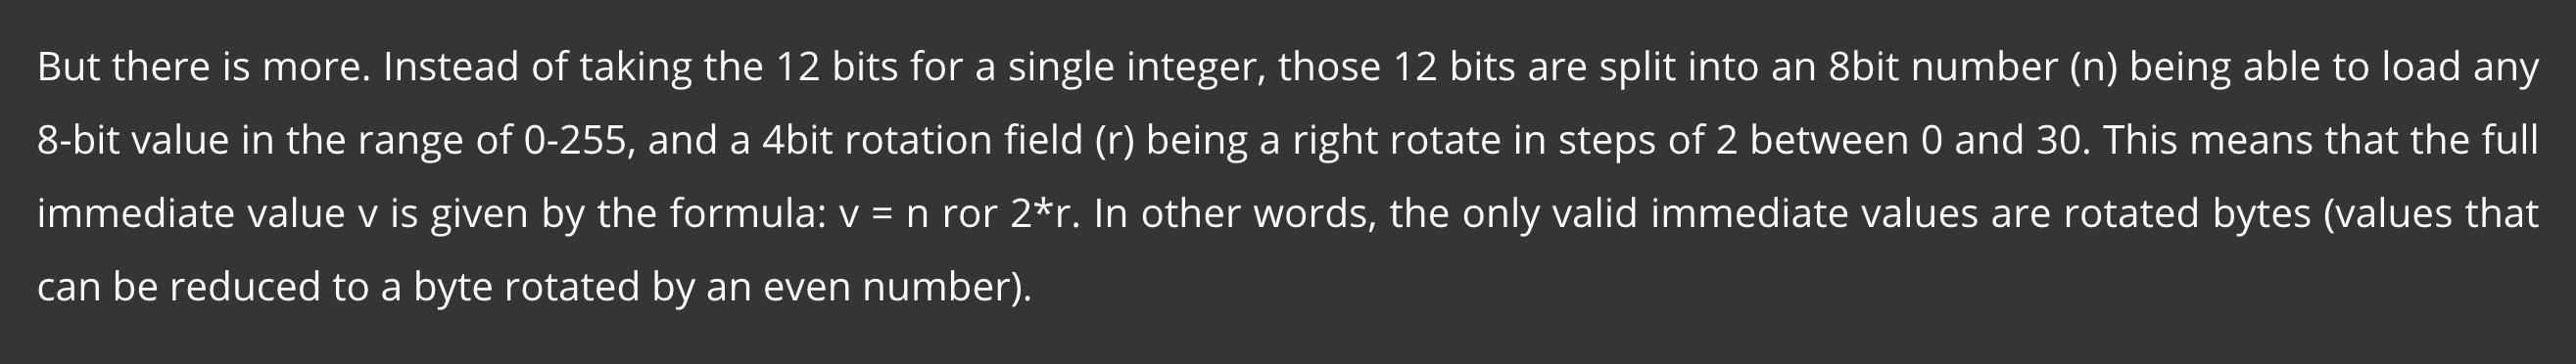 But there is more. Instead of taking the 12 bits for a single integer, those 12 bits are split into an 8bit number (n) being able to load any
8-bit value in the range of 0-255, and a 4bit rotation field (r) being a right rotate in steps of 2 between 0 and 30. This means that the full
immediate value v is given by the formula: v = n ror 2*r. In other words, the only valid immediate values are rotated bytes (values that
can be reduced to a byte rotated by an even number).